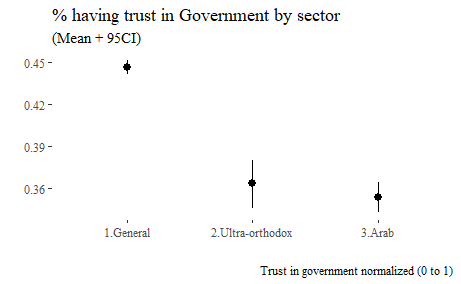 % having trust in Government by sector
(Mean + 95CI)
0.45
0.42
0.39
0.36
1.General 2.Ultra-orthodox 3.Arab
Trust in government normalized (0 to 1)